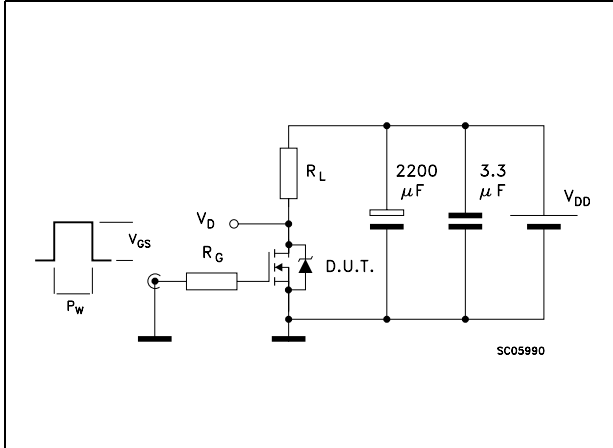 R_L
2200
μF
3.3
μF
V_DD
V_D
V_GS
R_G
D.U.T.
P_W
SC05990